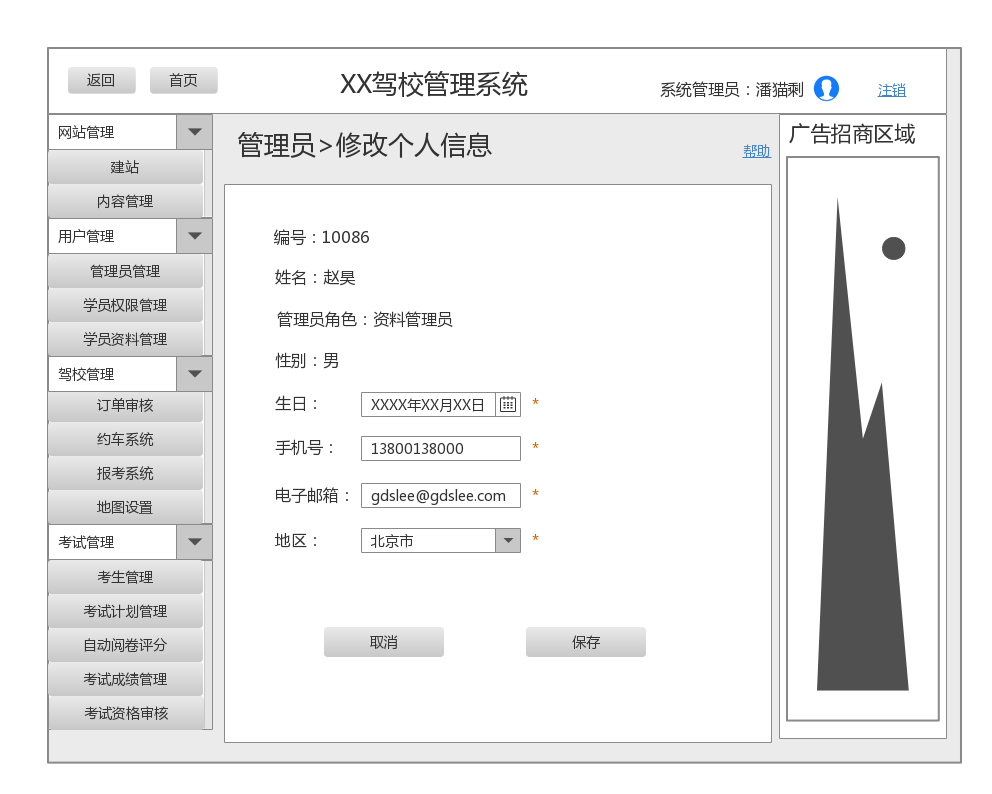 返回
首页
XX驾校管理系统
系统管理员：潘猫剩
注销
网站管理
建站
内容管理
用户管理
管理员管理
学员权限管理
学员资料管理
驾校管理
订单审核
约车系统
报考系统
地图设置
考试管理
考生管理
考试计划管理
自动阅卷评分
考试成绩管理
考试资格审核
管理员>修改个人信息
帮助
编号：10086
姓名：赵昊
管理员角色：资料管理员
性别：男
生日： XXXX年XX月XX日 *
手机号： 13800138000 *
电子邮箱： gdslee@gdslee.com *
地区： 北京市 *
取消
保存
广告招商区域